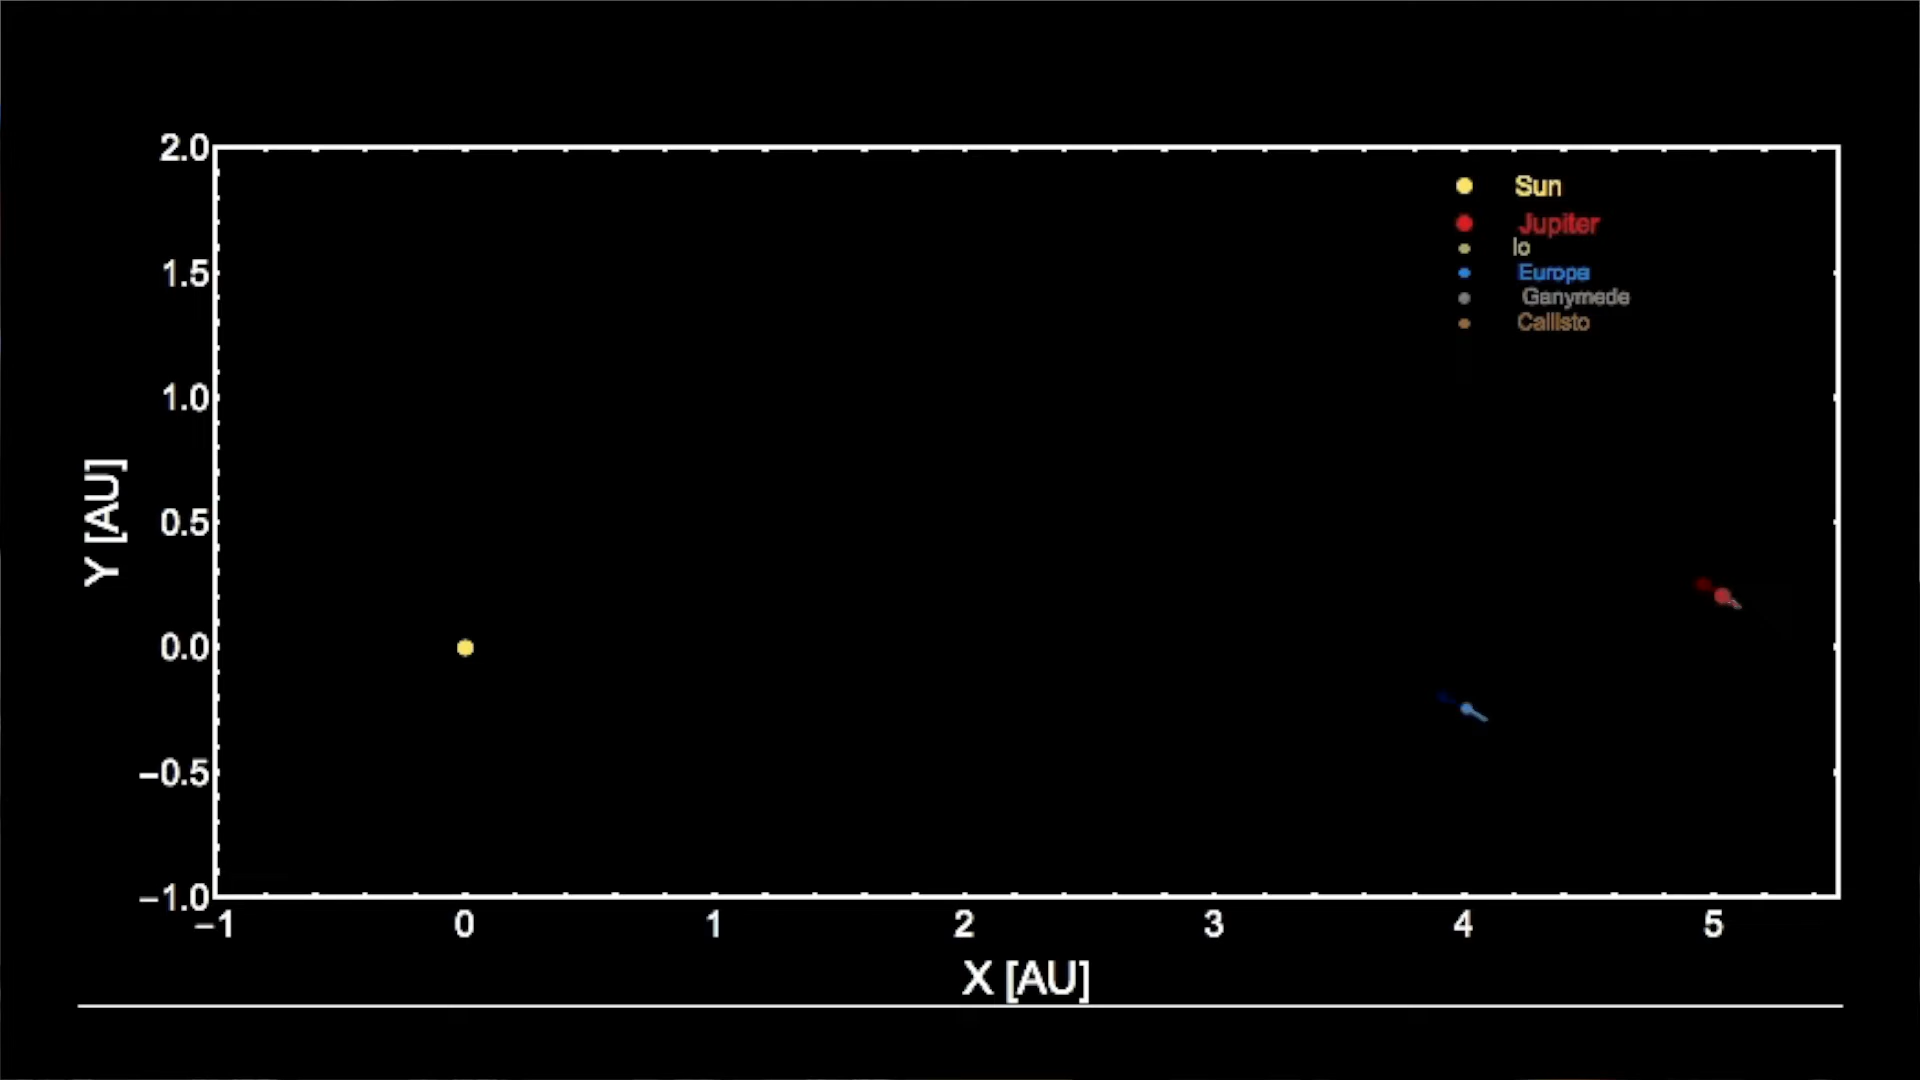 2.0
1.5
1.0
0.5
0.0
−0.5
−1.0
Y [AU]
Sun
Jupiter
Io
Europa
Ganymede
Callisto
−1 0 1 2 3 4 5
X [AU]